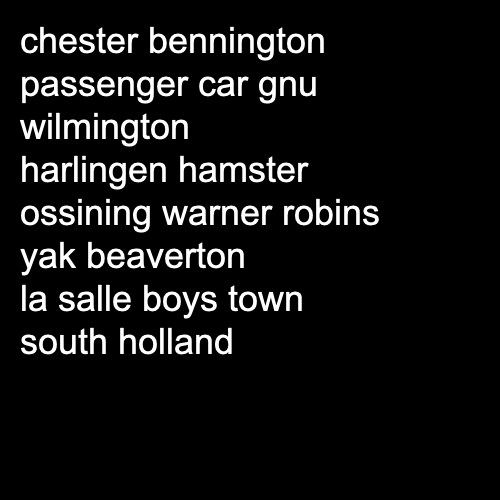 chester bennington
passenger car gnu
wilmington
harlingen hamster
ossining warner robins
yak beaverton
la salle boys town
south holland